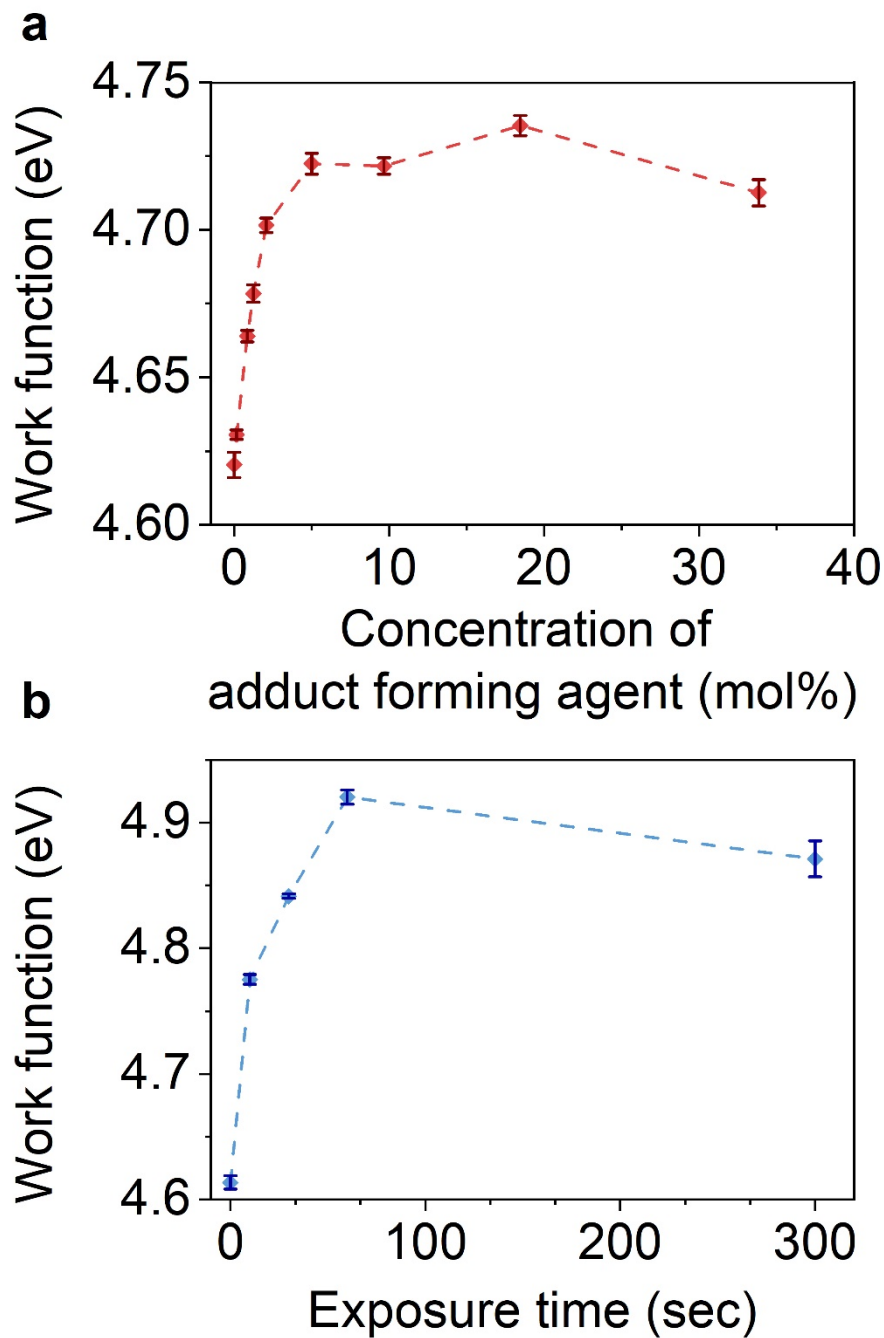 a
Work function (eV)
4.75
4.70
4.65
4.60
0 10 20 30 40
Concentration of
adduct forming agent (mol%)
b
Work function (eV)
4.9
4.8
4.7
4.6
0 100 200 300
Exposure time (sec)